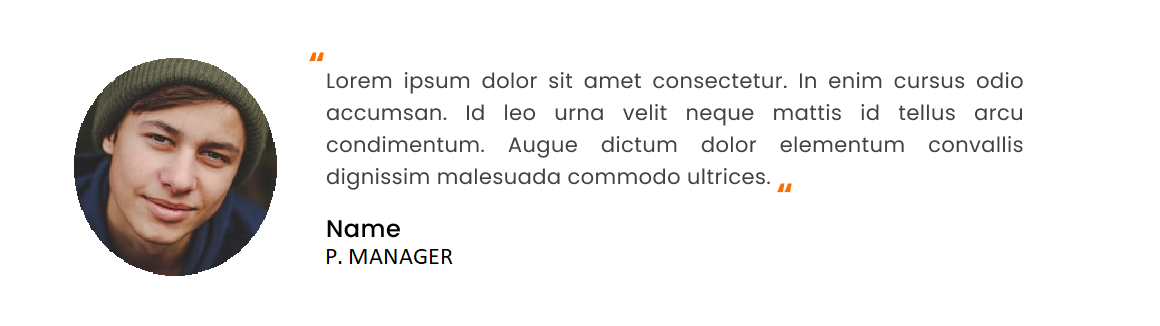 “
Lorem ipsum dolor sit amet consectetur. In enim cursus odio
accumsan. Id leo urna velit neque mattis id tellus arcu
condimentum. Augue dictum dolor elementum convallis
dignissim malesuada commodo ultrices. “
Name
P. MANAGER